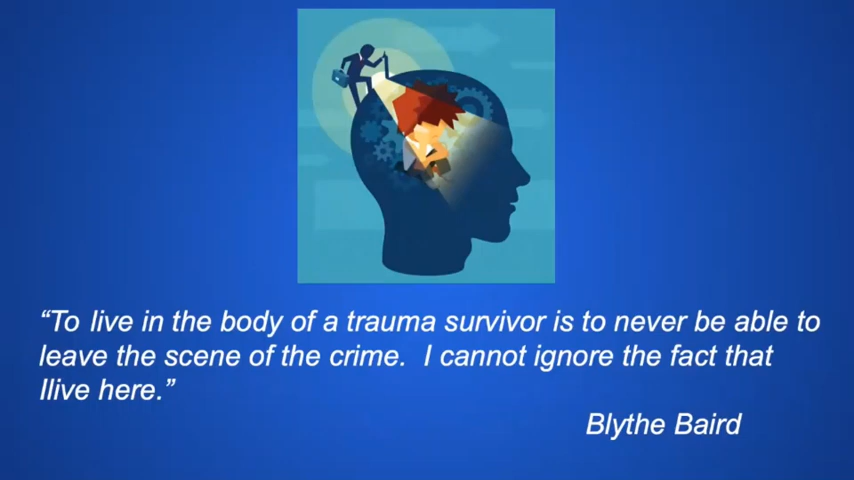 “To live in the body of a trauma survivor is to never be able to
leave the scene of the crime.  I cannot ignore the fact that
Ilive here.”
Blythe Baird